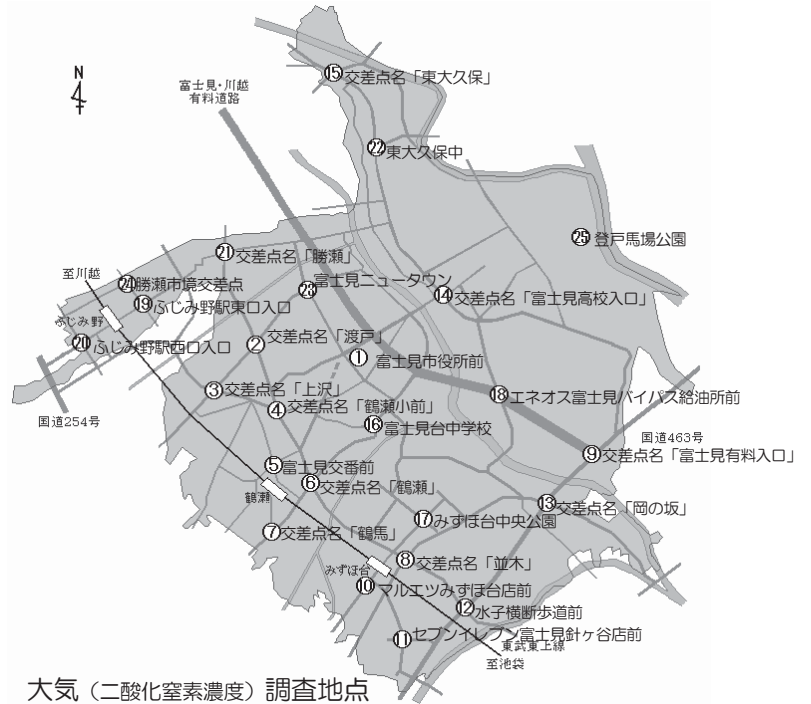 N
⑮交差点名「東大久保」
富士見・川越
有料道路
㉒東大久保中
㉕登戸馬場公園
㉑交差点名「勝瀬」
至川越
㉔勝瀬市境交差点
㉓富士見ニュータウン
⑭交差点名「富士見高校入口」
⑲ふじみ野駅東口入口
ふじみ野
⑳ふじみ野駅西口入口
②交差点名「渡戸」
①富士見市役所前
③交差点名「上沢」
⑱エネオス富士見バイパス給油所前
④交差点名「鶴瀬小前」
国道254号
⑯富士見台中学校
国道463号
⑨交差点名「富士見有料入口」
⑤富士見交番前
⑥交差点名「鶴瀬」
鶴瀬
⑬交差点名「岡の坂」
⑰みずほ台中央公園
⑦交差点名「鶴馬」
⑧交差点名「並木」
みずほ台
⑩マルエツみずほ台店前
⑫水子横断歩道前
⑪セブンイレブン富士見針ヶ谷店前
東武東上線
至池袋
大気（二酸化窒素濃度）調査地点